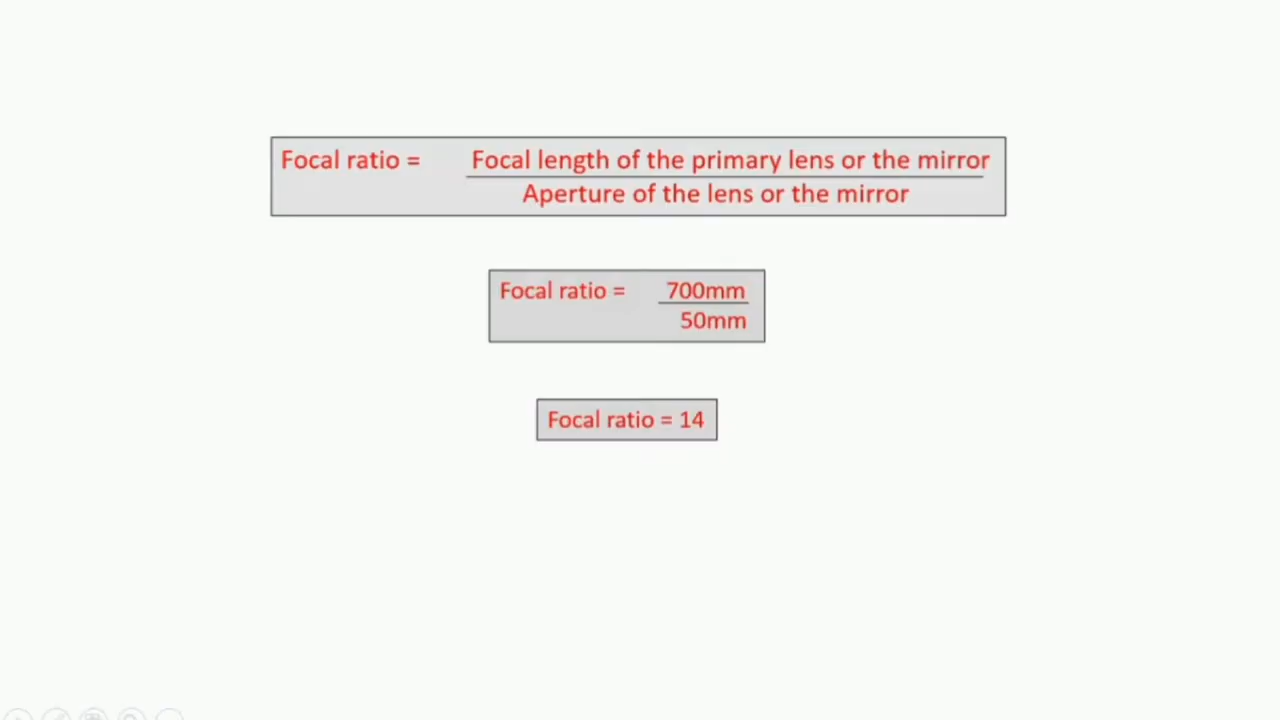 Focal ratio = Focal length of the primary lens or the mirror
Aperture of the lens or the mirror
Focal ratio = 700mm
50mm
Focal ratio = 14